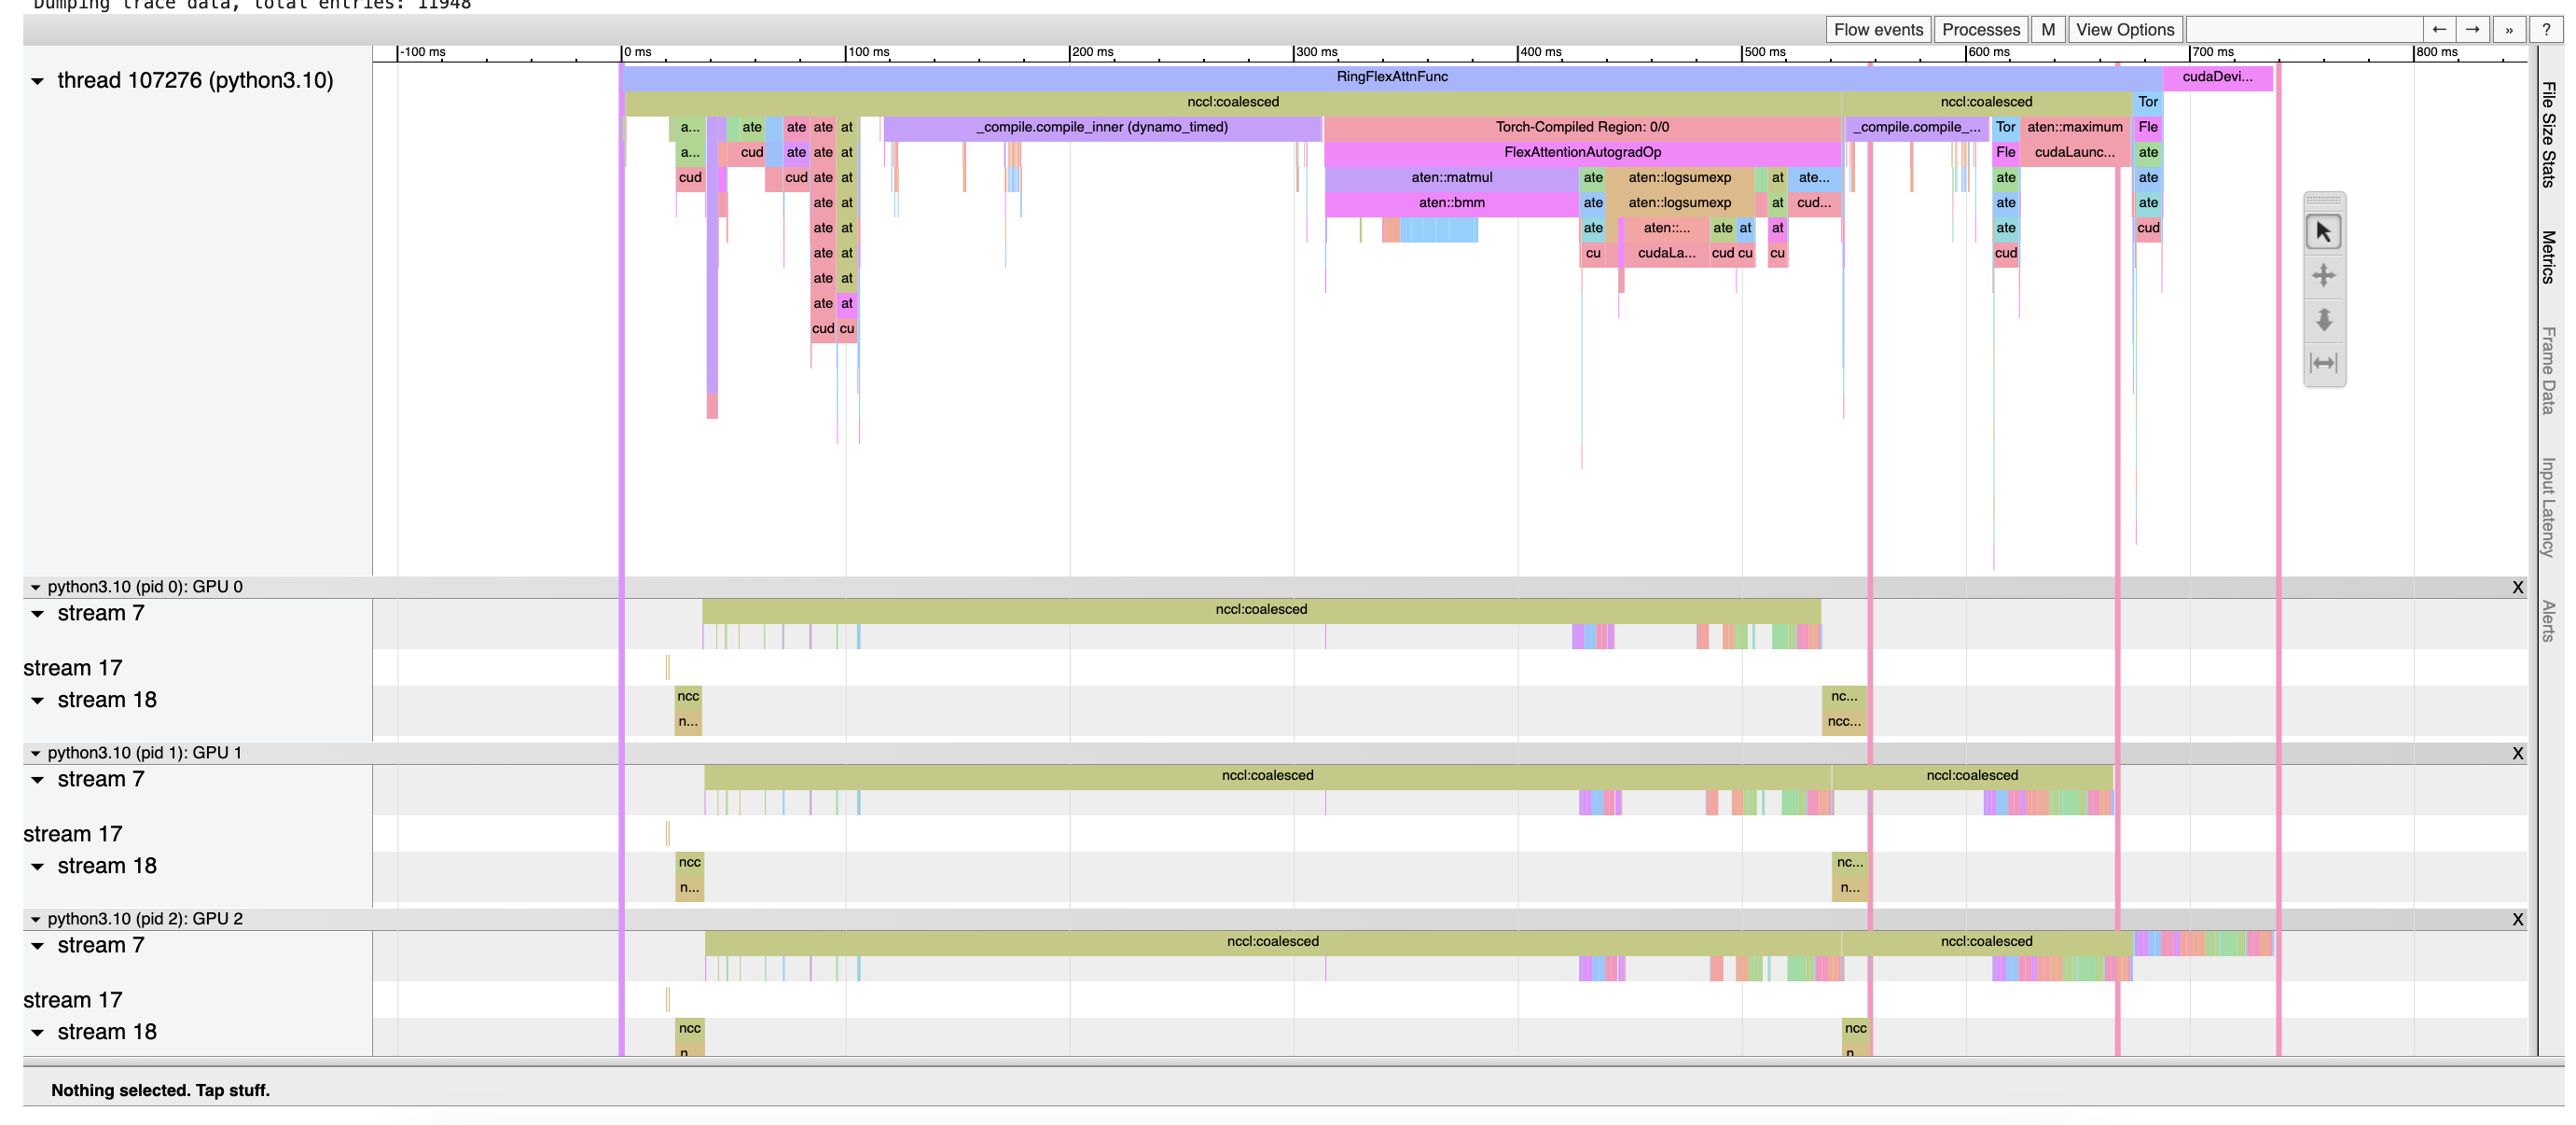 Dumping trace data, total entries: 11948
Flow events Processes M View Options ← → » ?
-100 ms 0 ms 100 ms 200 ms 300 ms 400 ms 500 ms 600 ms 700 ms 800 ms
thread 107276 (python3.10)
RingFlexAttnFunc cudaDevi...
nccl:coalesced nccl:coalesced Tor
a... ate ate ate at _compile.compile_inner (dynamo_timed) Torch-Compiled Region: 0/0 _compile.compile_... Tor aten::maximum Fle
a... cud ate ate at FlexAttentionAutogradOp Fle cudaLaunc... ate
cud cud ate at aten::matmul ate aten::logsumexp at ate... ate ate
ate at aten::bmm ate aten::logsumexp at cud... ate ate
ate at ate aten::... ate at at ate cud
ate at cu cudaLa... cud cu cu cud
ate at
ate at
cud cu
File Size Stats
Metrics
Frame Data
Input Latency
Alerts
python3.10 (pid 0): GPU 0 X
stream 7 nccl:coalesced
stream 17
stream 18
ncc nc...
n... ncc...
python3.10 (pid 1): GPU 1 X
stream 7 nccl:coalesced nccl:coalesced
stream 17
stream 18
ncc nc...
n... n...
python3.10 (pid 2): GPU 2 X
stream 7 nccl:coalesced nccl:coalesced
stream 17
stream 18
ncc ncc
n n
Nothing selected. Tap stuff.